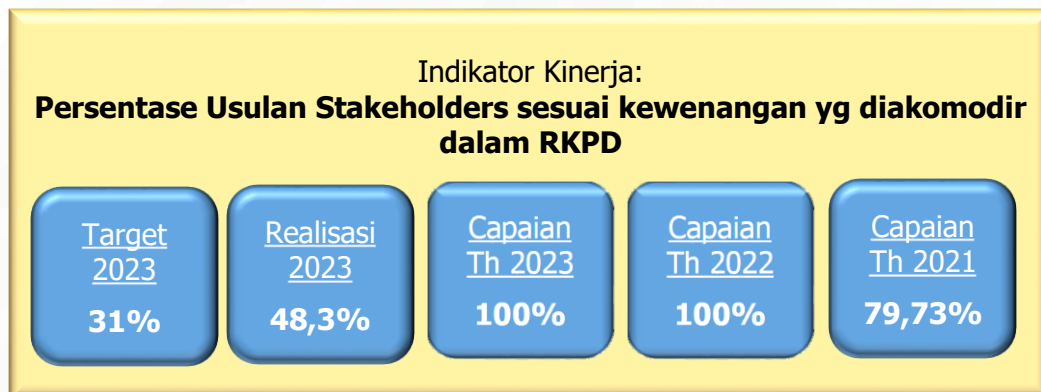 Indikator Kinerja:
Persentase Usulan Stakeholders sesuai kewenangan yg diakomodir
dalam RKPD
Target
2023
31%
Realisasi
2023
48,3%
Capaian
Th 2023
100%
Capaian
Th 2022
100%
Capaian
Th 2021
79,73%